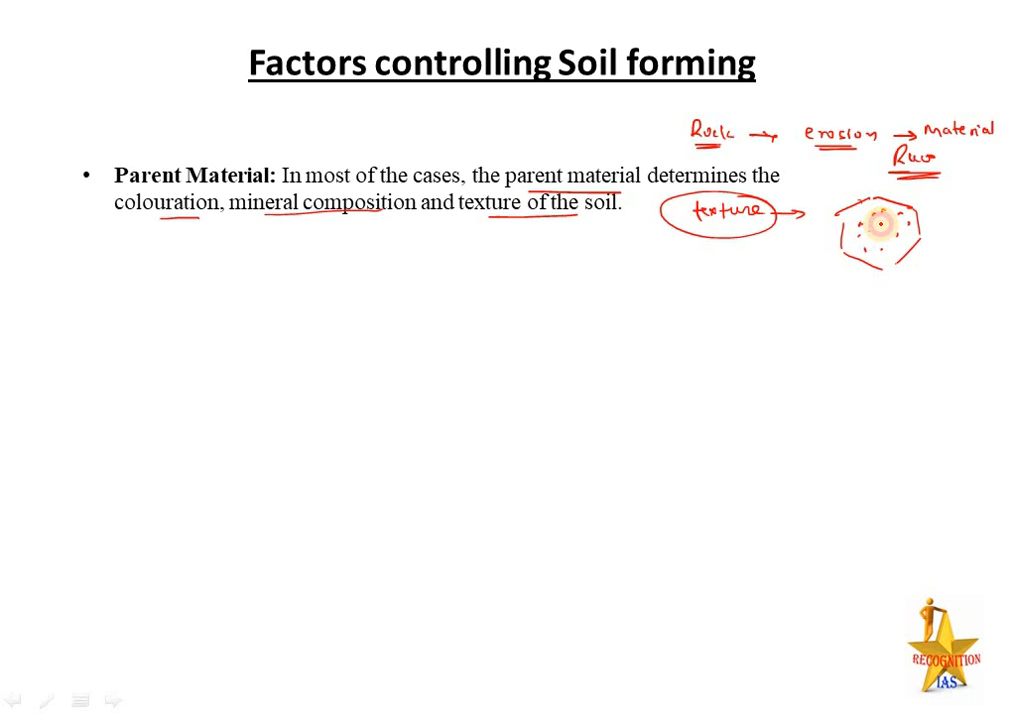 Factors controlling Soil forming
Rock → erosion → Material
• Parent Material: In most of the cases, the parent material determines the
colouration, mineral composition and texture of the soil.
texture →
RECOGNITION
IAS